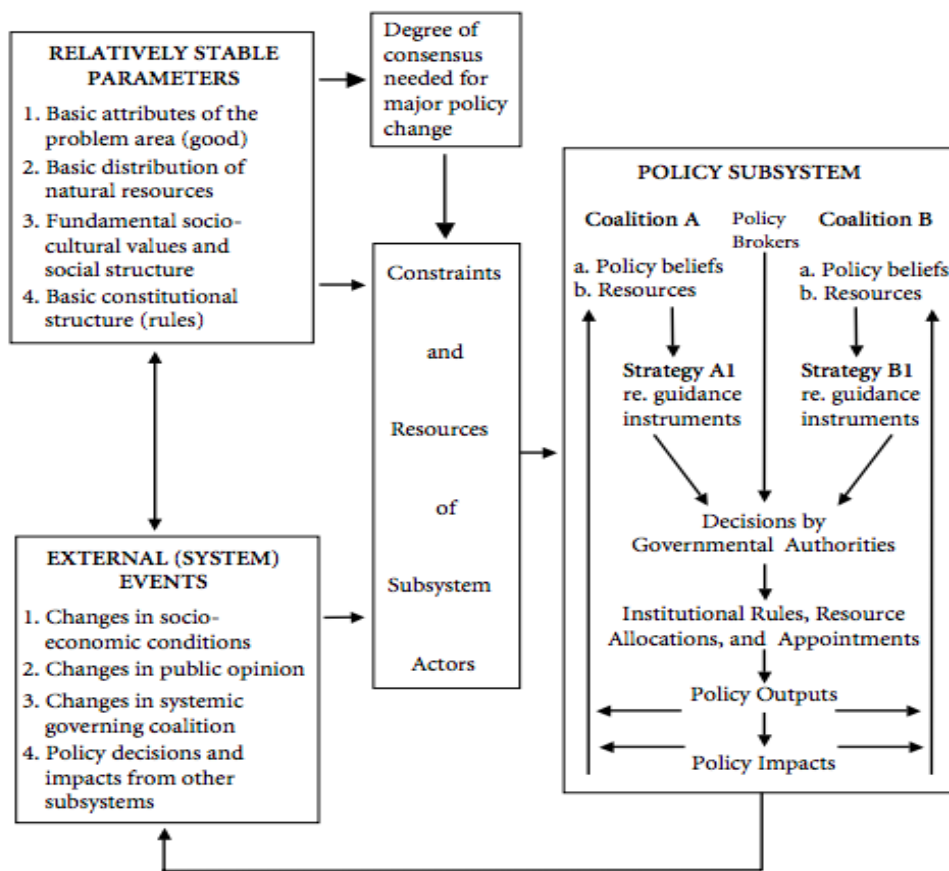 RELATIVELY STABLE
PARAMETERS
1. Basic attributes of the
problem area (good)
2. Basic distribution of
natural resources
3. Fundamental socio-
cultural values and
social structure
4. Basic constitutional
structure (rules)
Degree of
consensus
needed for
major policy
change
Constraints
and
Resources
of
Subsystem
Actors
EXTERNAL (SYSTEM)
EVENTS
1. Changes in socio-
economic conditions
2. Changes in public opinion
3. Changes in systemic
governing coalition
4. Policy decisions and
impacts from other
subsystems
POLICY SUBSYSTEM
Coalition A
a. Policy beliefs
b. Resources
Strategy A1
re. guidance
instruments
Policy
Brokers
Coalition B
a. Policy beliefs
b. Resources
Strategy B1
re. guidance
instruments
Decisions by
Governmental Authorities
Institutional Rules, Resource
Allocations, and Appointments
Policy Outputs
Policy Impacts